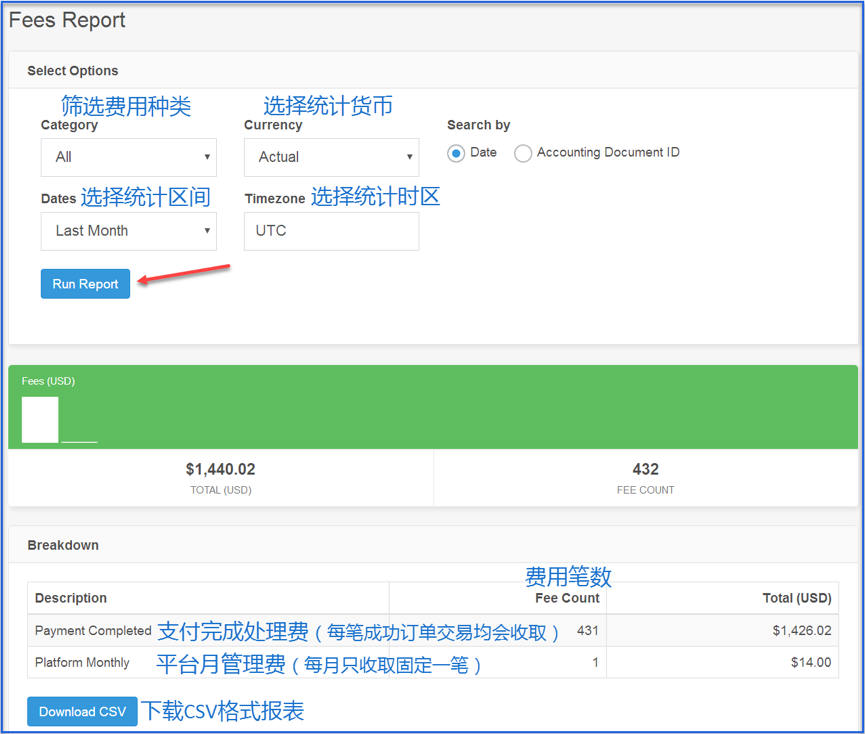 Fees Report
Select Options
筛选费用种类
选择统计货币
Category
Currency
Search by
All
Actual
Date
Accounting Document ID
Dates 选择统计区间
Timezone 选择统计时区
Last Month
UTC
Run Report
Fees (USD)
$1,440.02
432
TOTAL (USD)
FEE COUNT
Breakdown
费用笔数
Description
Fee Count
Total (USD)
Payment Completed 支付完成处理费（每笔成功订单交易均会收取） 431 $1,426.02
Platform Monthly 平台月管理费（每月只收取固定一笔） 1 $14.00
Download CSV 下载CSV格式报表